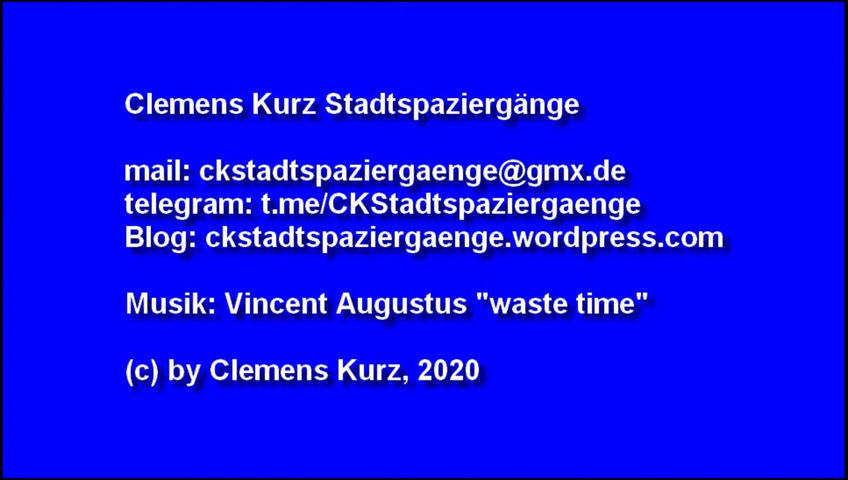 Clemens Kurz Stadtspaziergänge
mail: ckstadtspaziergaenge@gmx.de
telegram: t.me/CKStadtspaziergaenge
Blog: ckstadtspaziergaenge.wordpress.com
Musik: Vincent Augustus "waste time"
(c) by Clemens Kurz, 2020